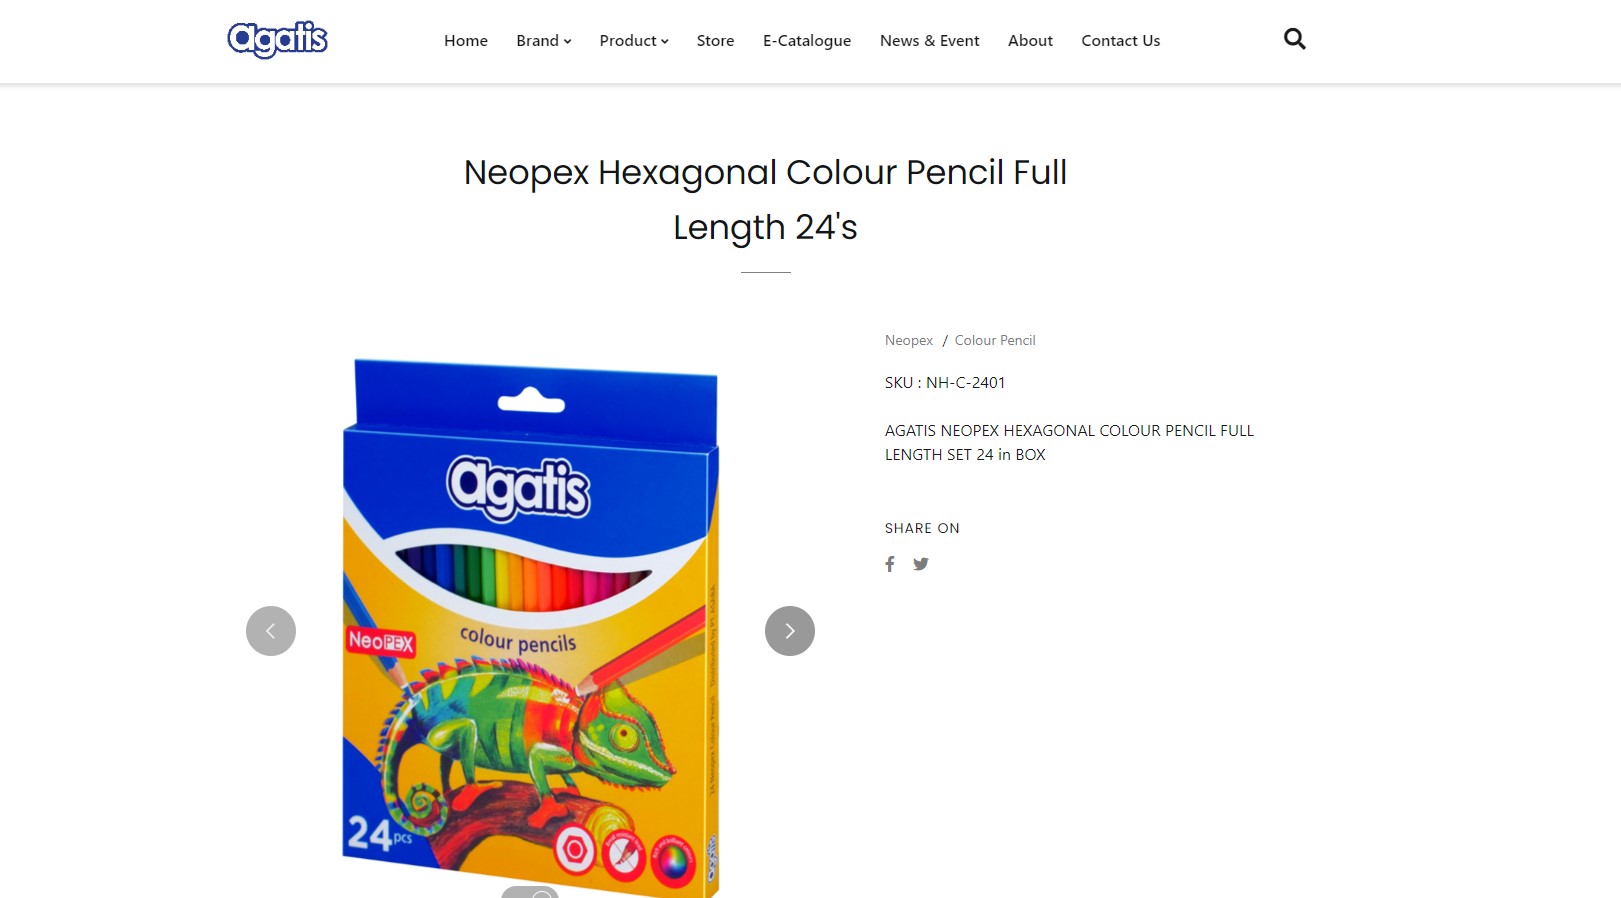 agatis
Home
Brand
Product
Store
E-Catalogue
News & Event
About
Contact Us
Neopex Hexagonal Colour Pencil Full
Length 24's
Neopex / Colour Pencil
SKU : NH-C-2401
AGATIS NEOPEX HEXAGONAL COLOUR PENCIL FULL
LENGTH SET 24 in BOX
SHARE ON
agatis
NeoPEX
colour pencils
24pcs